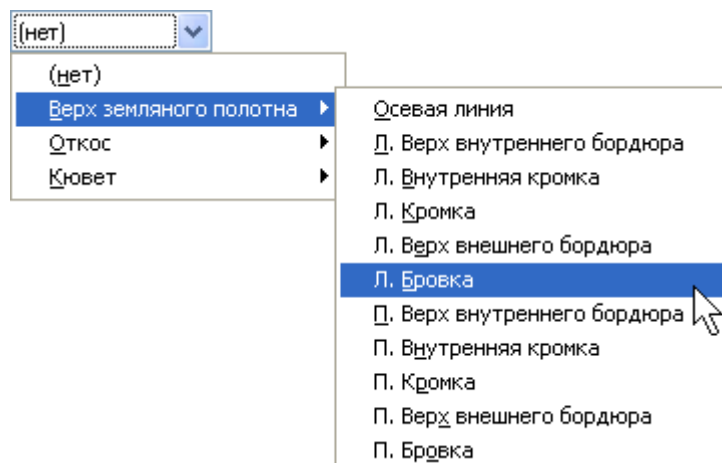 (нет)
(нет)
Верх земляного полотна
Откос
Кювет
Осевая линия
Л. Верх внутреннего бордюра
Л. Внутренняя кромка
Л. Кромка
Л. Верх внешнего бордюра
Л. Бровка
П. Верх внутреннего бордюра
П. Внутренняя кромка
П. Кромка
П. Верх внешнего бордюра
П. Бровка